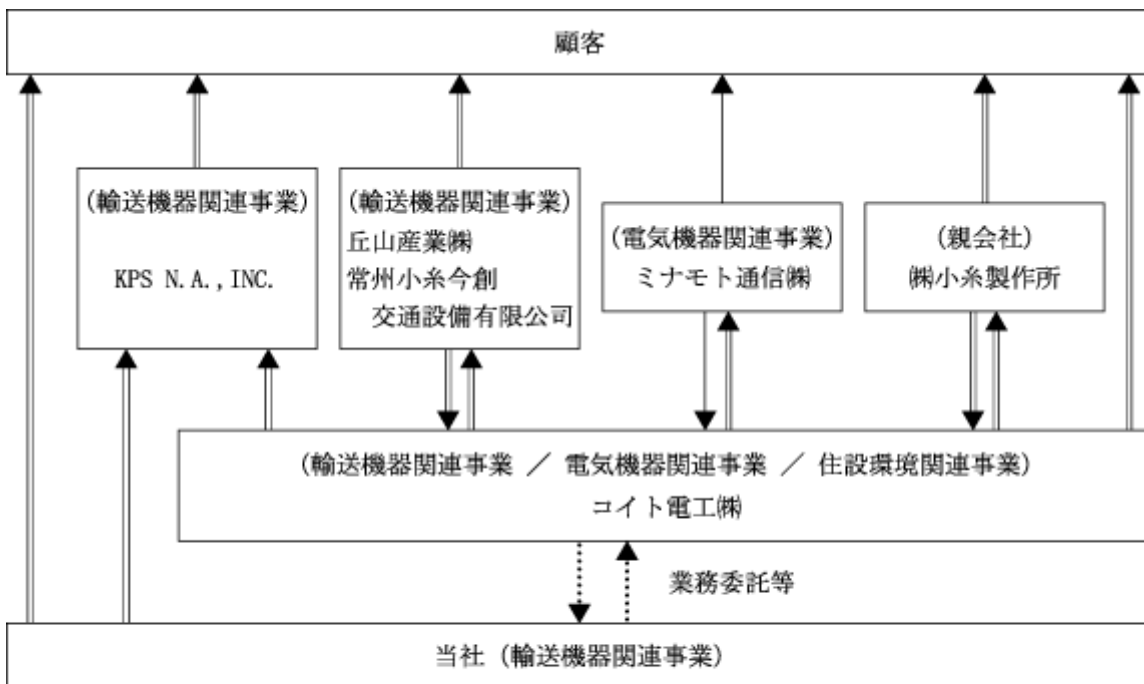 顧客
(輸送機器関連事業)
KPS N.A.,INC.
(輸送機器関連事業)
丘山産業㈱
常州小糸今創
交通設備有限公司
(電気機器関連事業)
ミナモト通信㈱
(親会社)
㈱小糸製作所
(輸送機器関連事業 ／ 電気機器関連事業 ／ 住設環境関連事業)
コイト電工㈱
業務委託等
当社 (輸送機器関連事業)